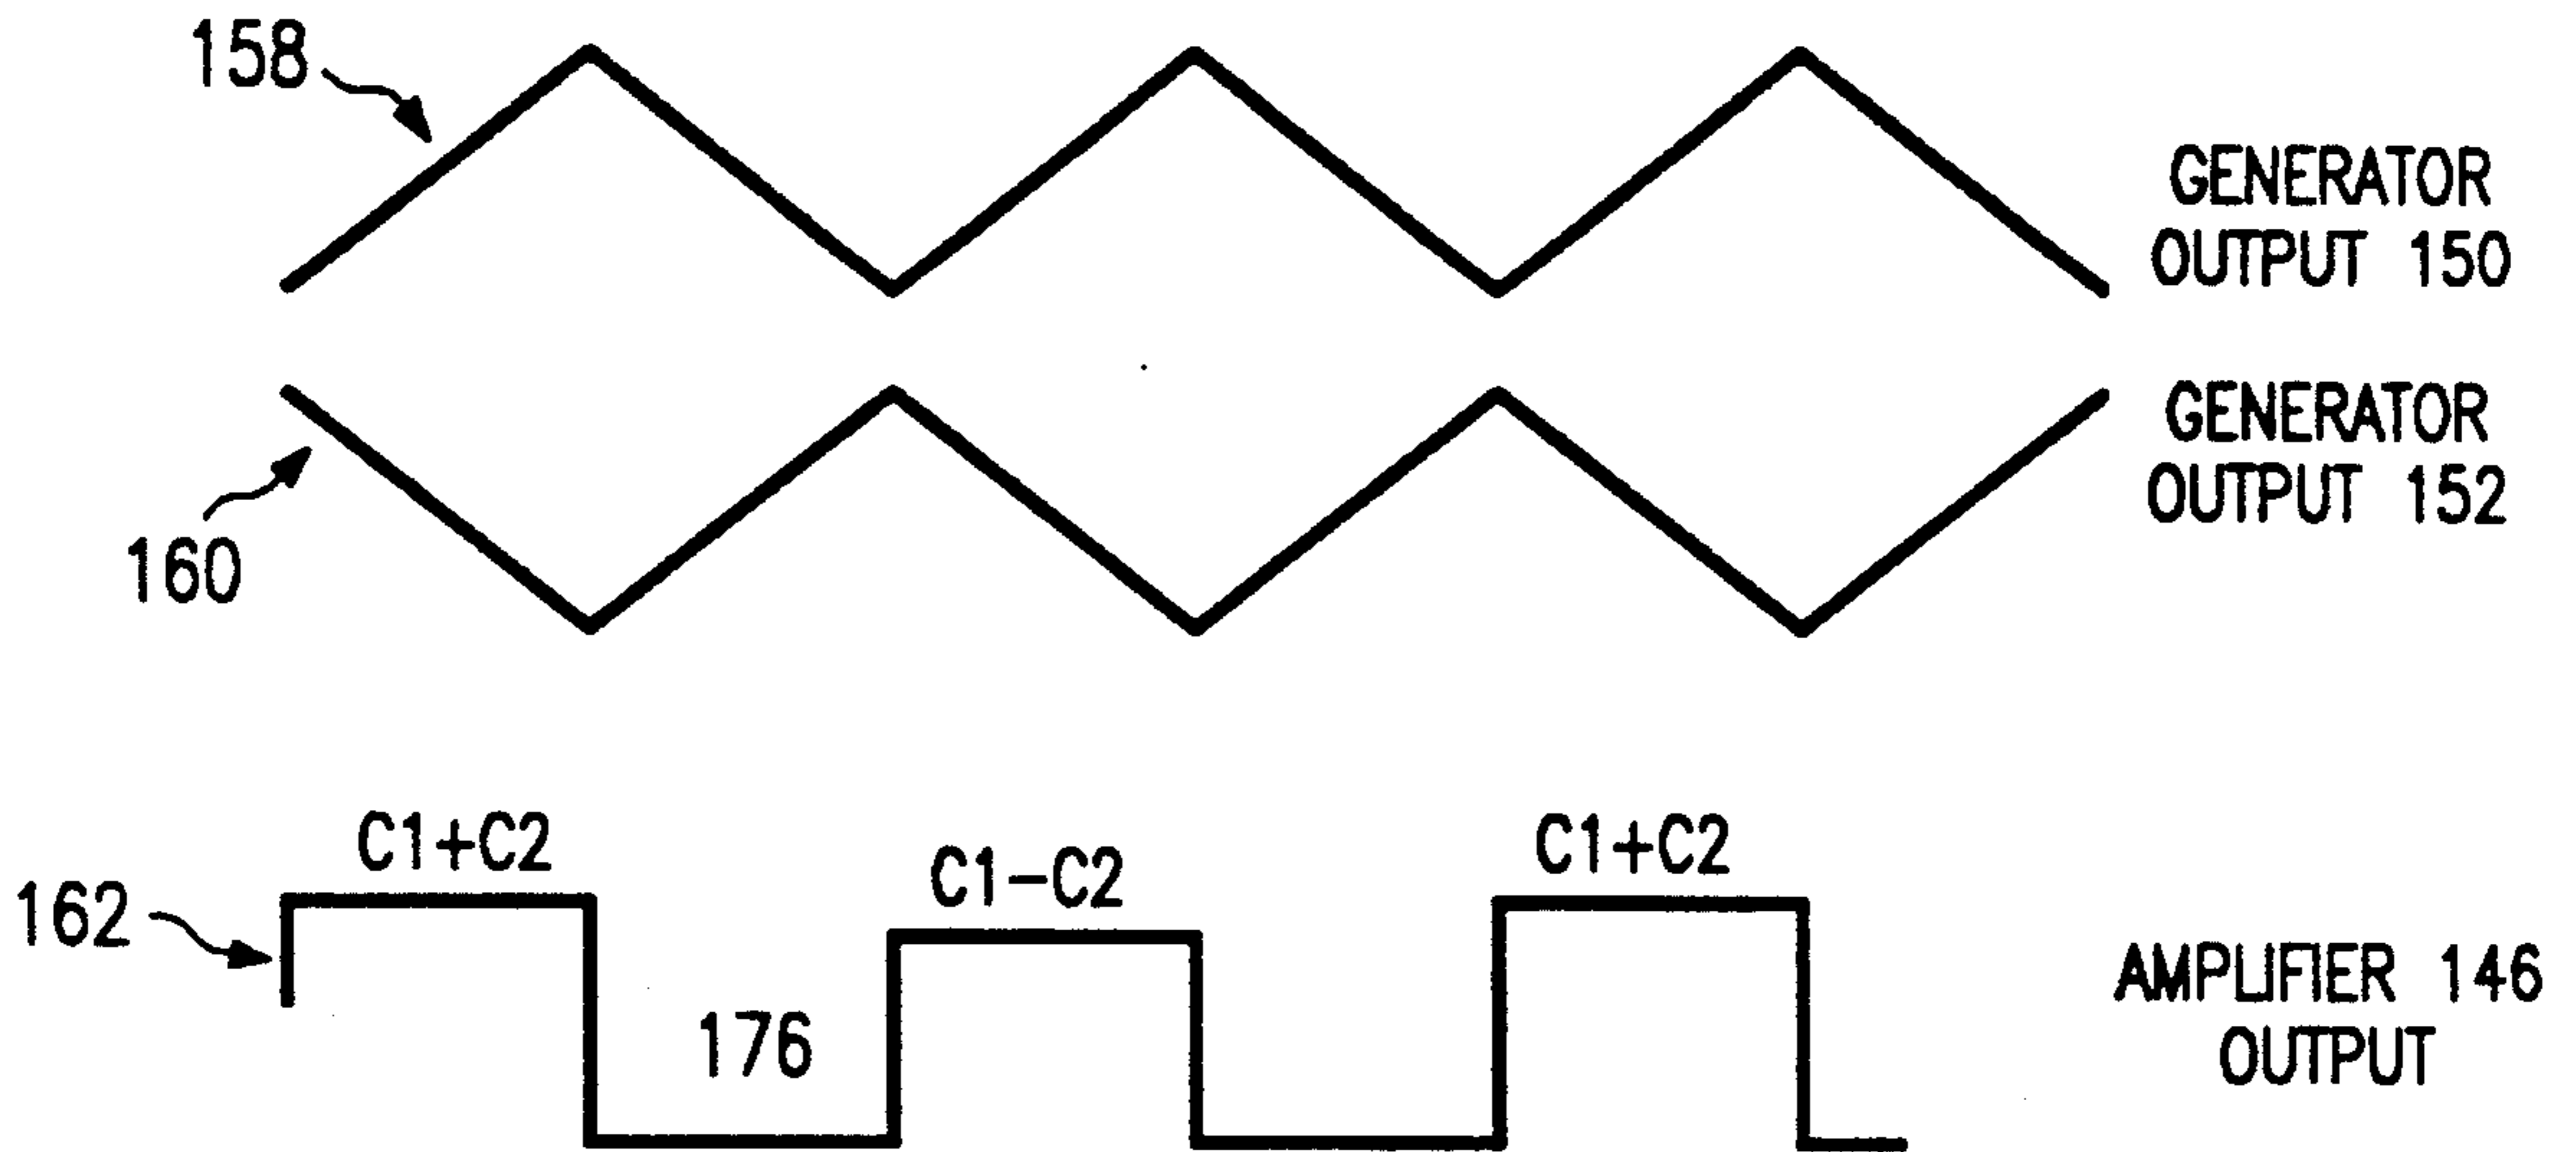 158
GENERATOR
OUTPUT 150
GENERATOR
OUTPUT 152
160
C1+C2
C1-C2
C1+C2
162
176
AMPLIFIER 146
OUTPUT